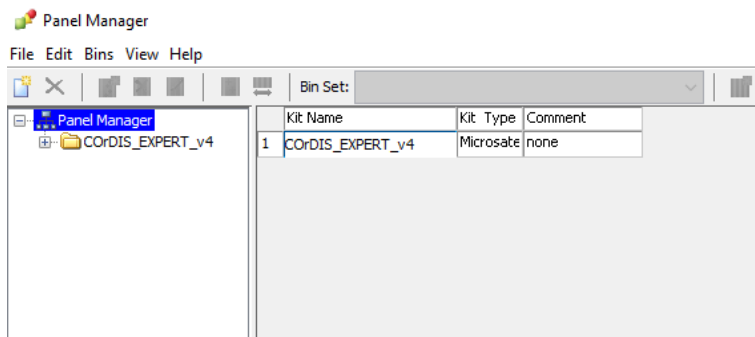 Panel Manager
File Edit Bins View Help
Bin Set:
Panel Manager
COrDIS_EXPERT_v4
Kit Name Kit Type Comment
1 COrDIS_EXPERT_v4 Microsate none